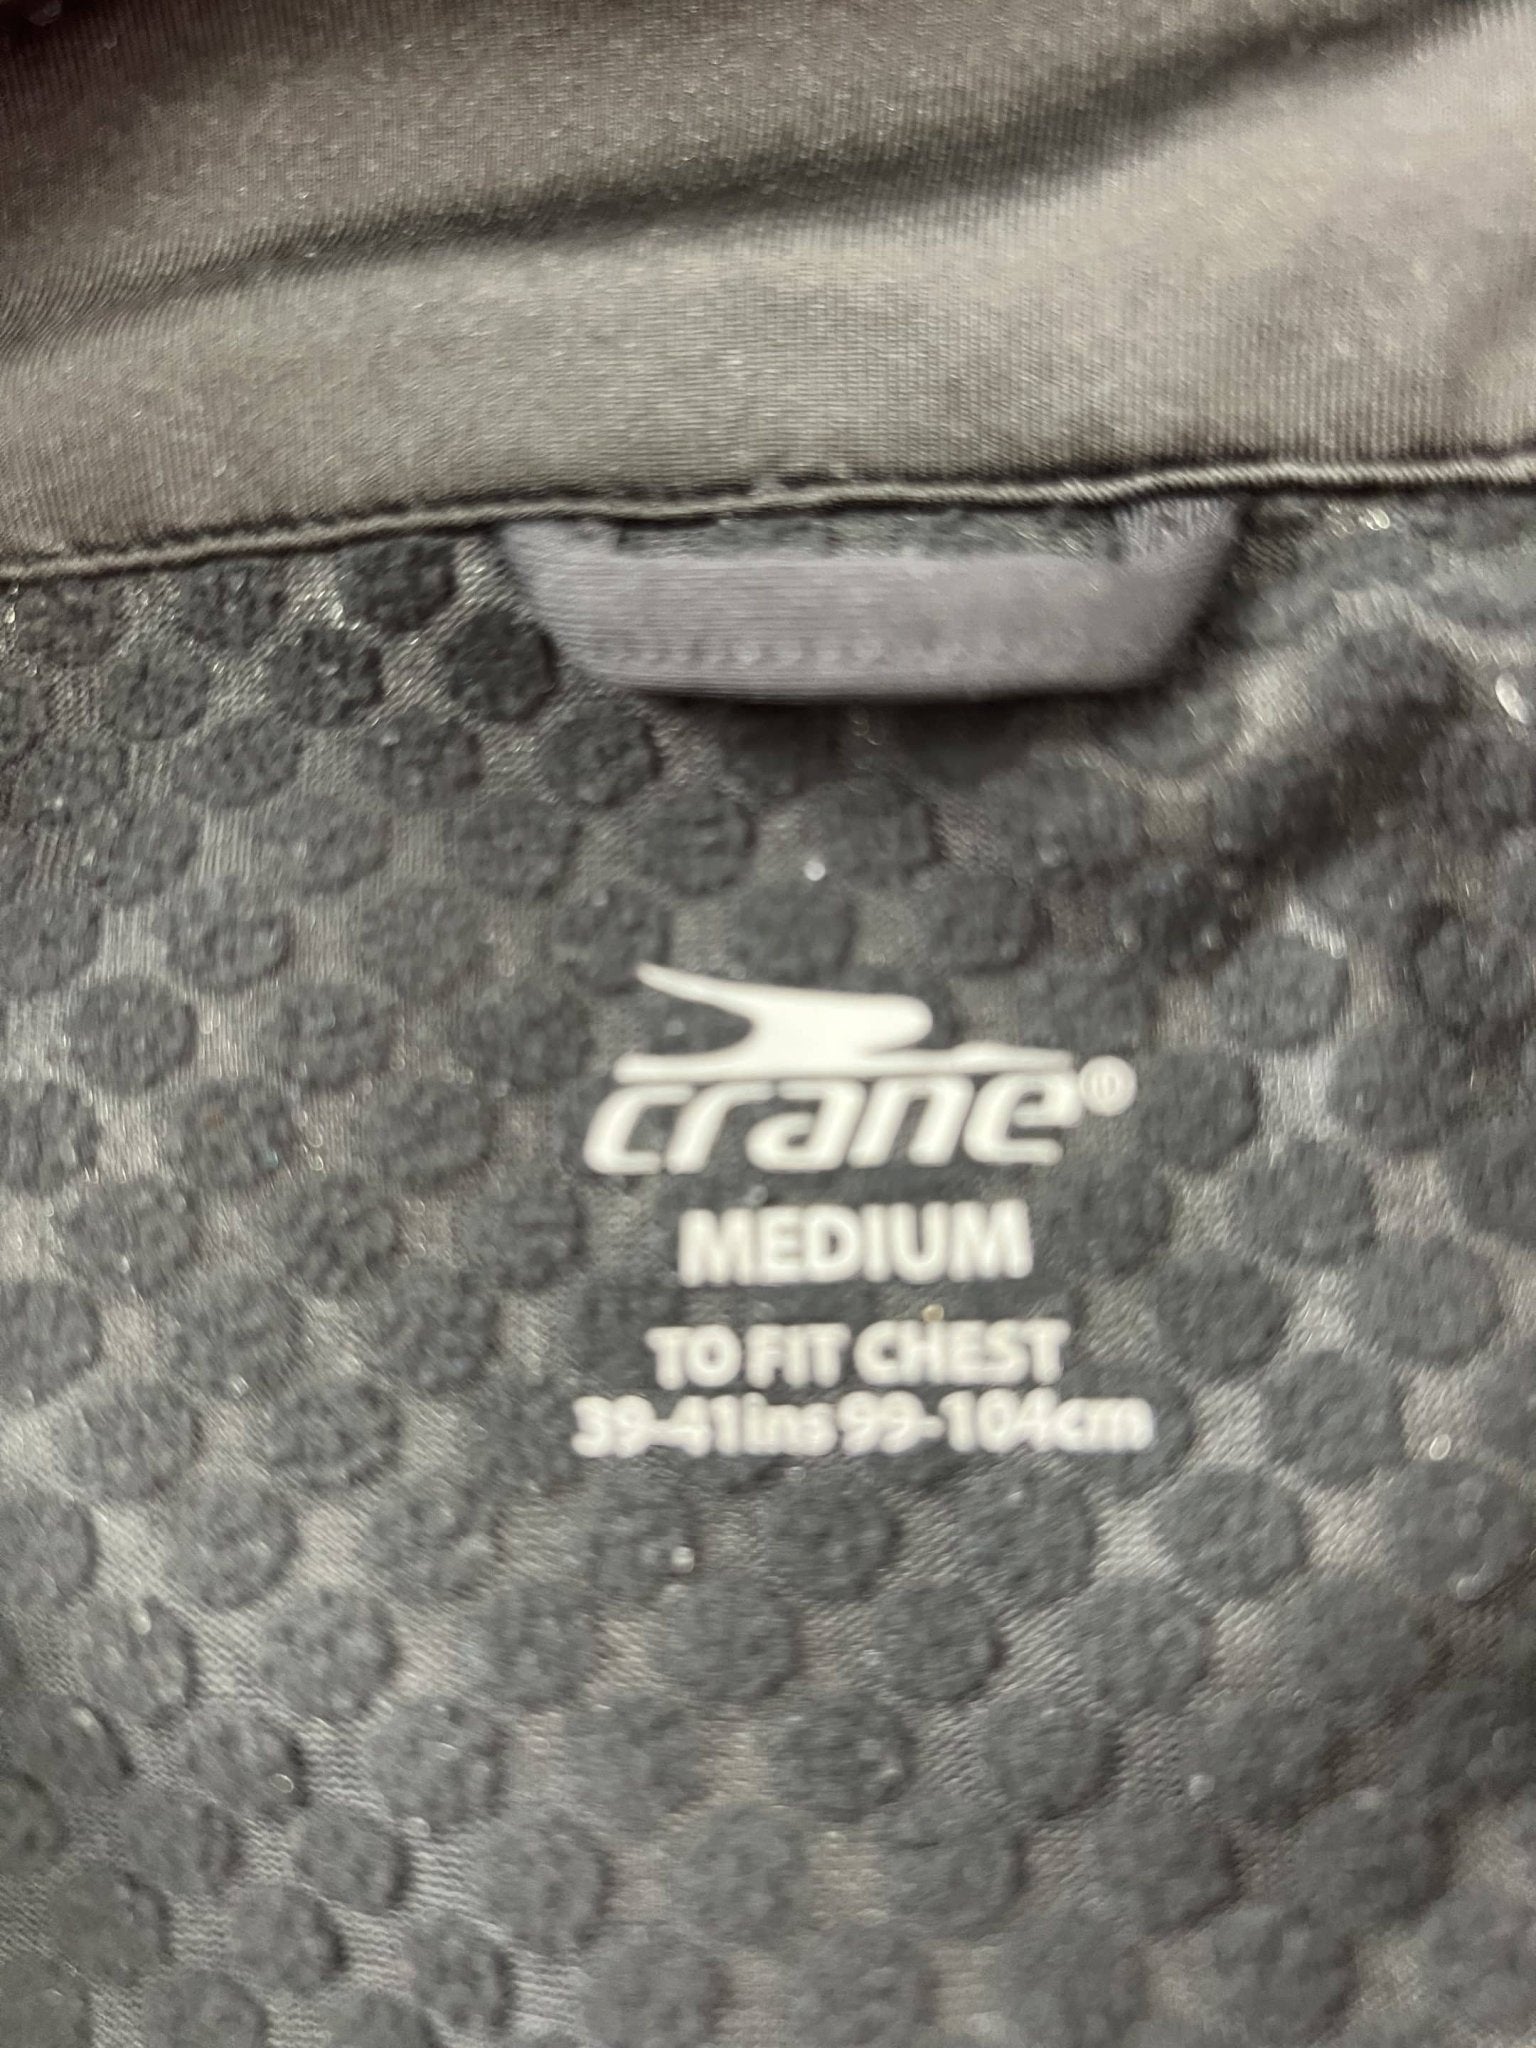 crane®
MEDIUM
TO FIT CHEST
39-41ins 99-104cm